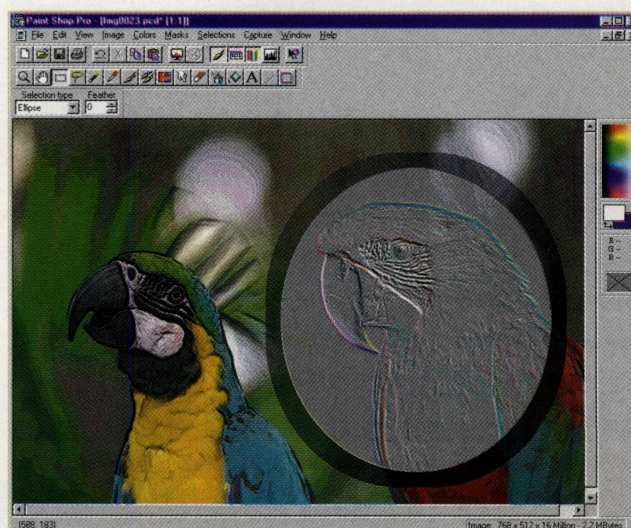 Paint Shop Pro - [Img0023.pcd* [1:1]]
File Edit View Image Colors Masks Selections Capture Window Help
A
Selection type Feather
Ellipse 0
R -
G -
B -
(508, 183) Image: 768 x 512 x 16 Million - 2.2 MBytes